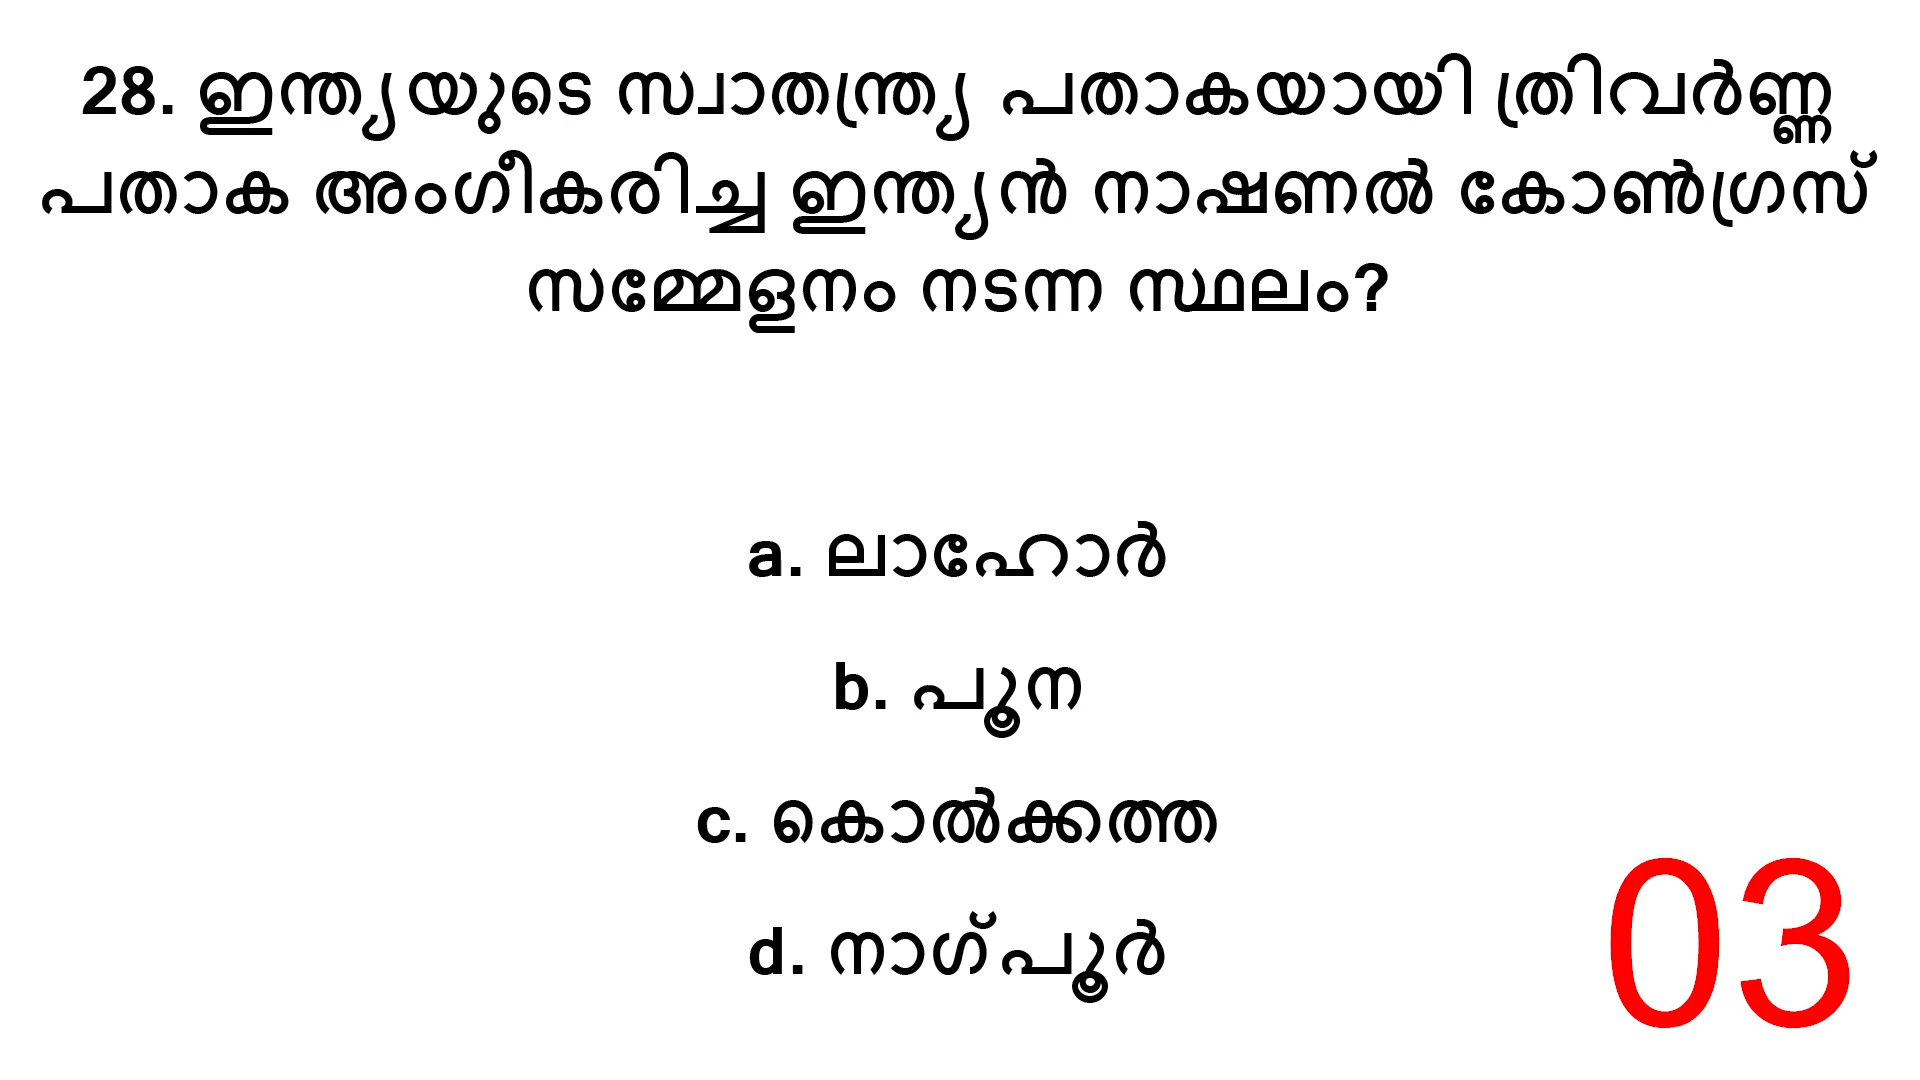 28. ഇന്ത്യയുടെ സ്വാതന്ത്ര്യ പതാകയായി ത്രിവർണ്ണ
പതാക അംഗീകരിച്ച ഇന്ത്യൻ നാഷണൽ കോൺഗ്രസ്
സമ്മേളനം നടന്ന സ്ഥലം?
a. ലാഹോർ
b. പൂന
c. കൊൽക്കത്ത
d. നാഗ്പൂർ
03